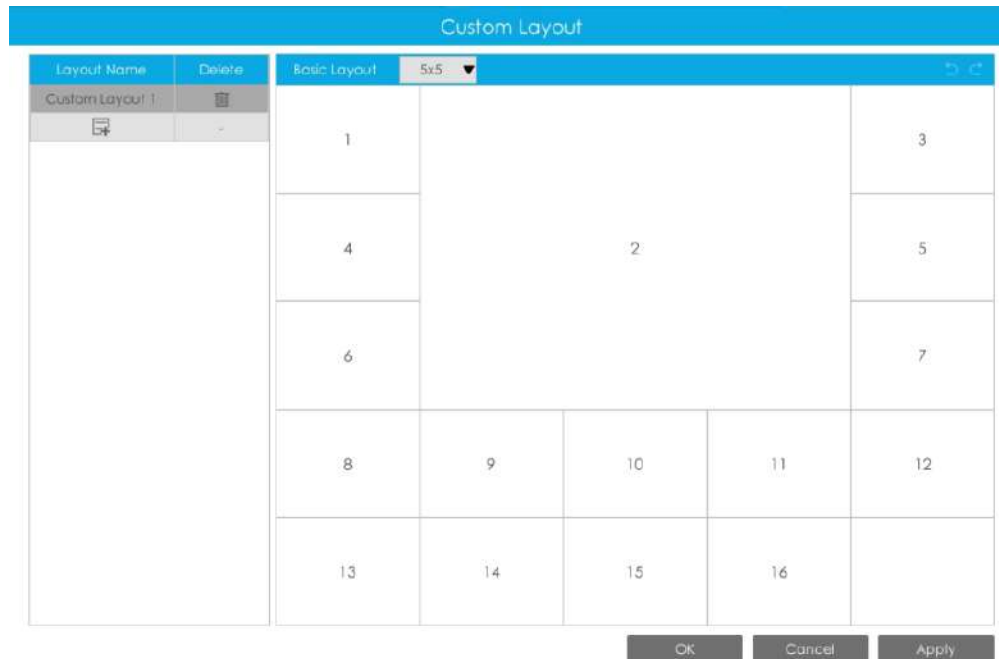 Custom Layout
Layout Name Delete Basic Layout 5x5
Custom Layout 1
-
1 3
4 2 5
6 7
8 9 10 11 12
13 14 15 16
OK Cancel Apply